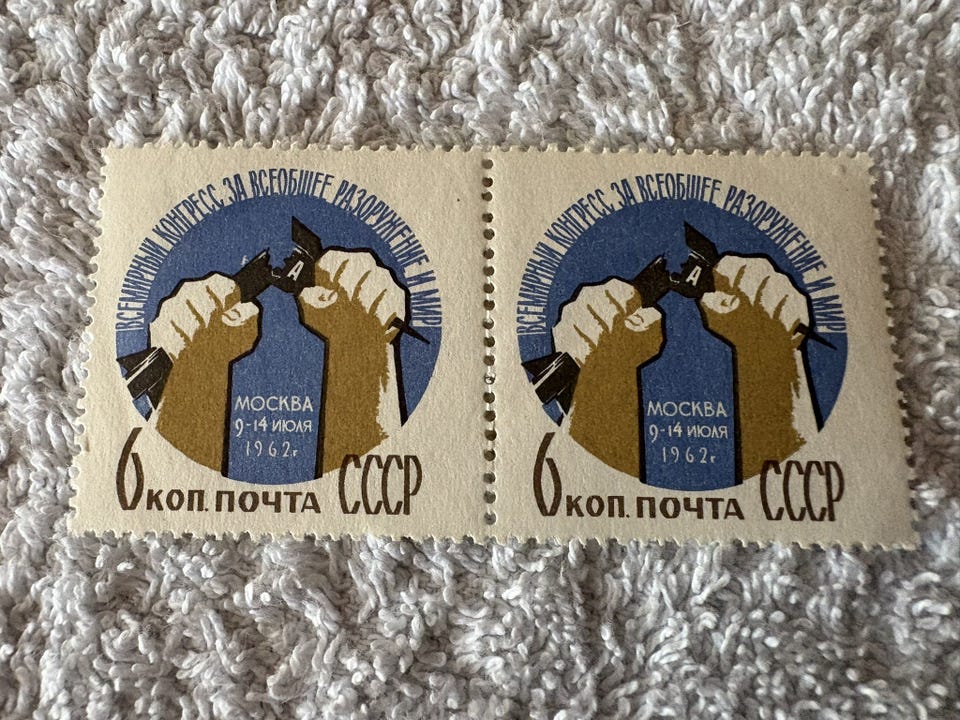 ВСЕМИРНЫЙ КОНГРЕСС ЗА ВСЕОБЩЕЕ РАЗОРУЖЕНИЕ И МИР
А
МОСКВА
9-14 ИЮЛЯ
1962г.
6 КОП. ПОЧТА СССР
ВСЕМИРНЫЙ КОНГРЕСС ЗА ВСЕОБЩЕЕ РАЗОРУЖЕНИЕ И МИР
А
МОСКВА
9-14 ИЮЛЯ
1962г.
6 КОП. ПОЧТА СССР